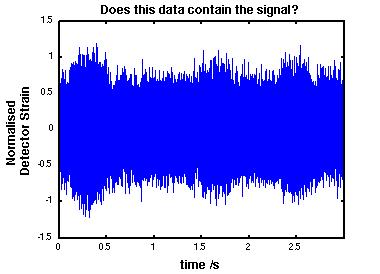 Does this data contain the signal?
1.5
1
0.5
0
-0.5
-1
-1.5
Normalised
Detector Strain
0 0.5 1 1.5 2 2.5
time /s